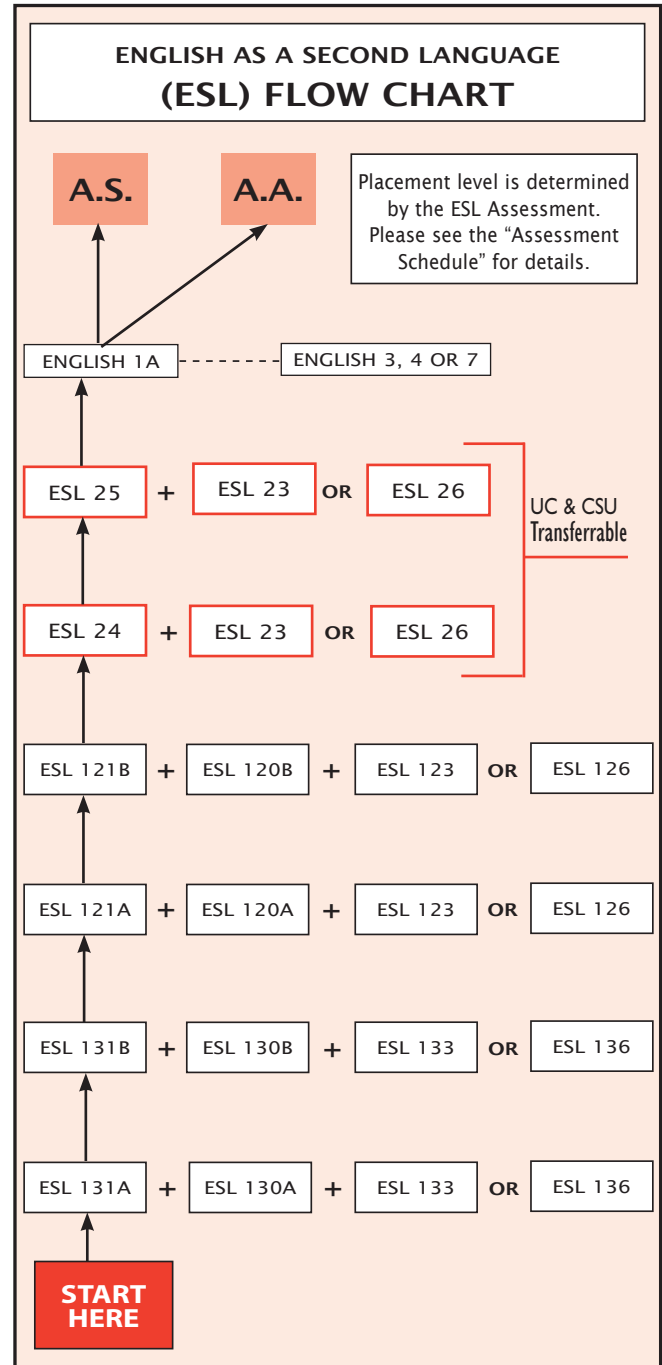 ENGLISH AS A SECOND LANGUAGE
(ESL) FLOW CHART
A.S.
A.A.
Placement level is determined
by the ESL Assessment.
Please see the “Assessment
Schedule” for details.
ENGLISH 1A
ENGLISH 3, 4 OR 7
ESL 25 + ESL 23 OR ESL 26
UC & CSU
Transferrable
ESL 24 + ESL 23 OR ESL 26
ESL 121B + ESL 120B + ESL 123 OR ESL 126
ESL 121A + ESL 120A + ESL 123 OR ESL 126
ESL 131B + ESL 130B + ESL 133 OR ESL 136
ESL 131A + ESL 130A + ESL 133 OR ESL 136
START
HERE